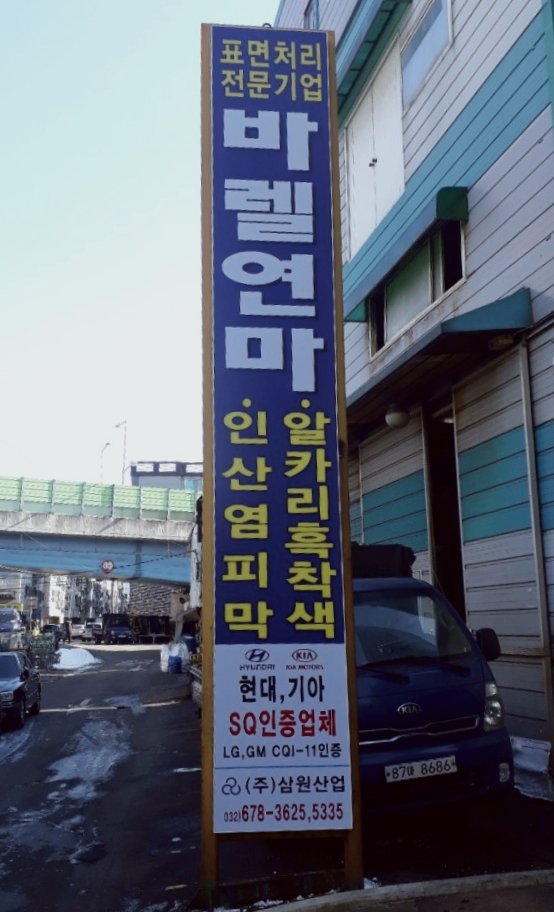 표면처리
전문기업
바렐연마
•인산염피막
•알카리흑착색
HYUNDAI
KIA
KIA MOTORS
현대,기아
SQ인증업체
LG,GM CQI-11인증
(주)삼원산업
032)678-3625,5335
KIA
87마 8686